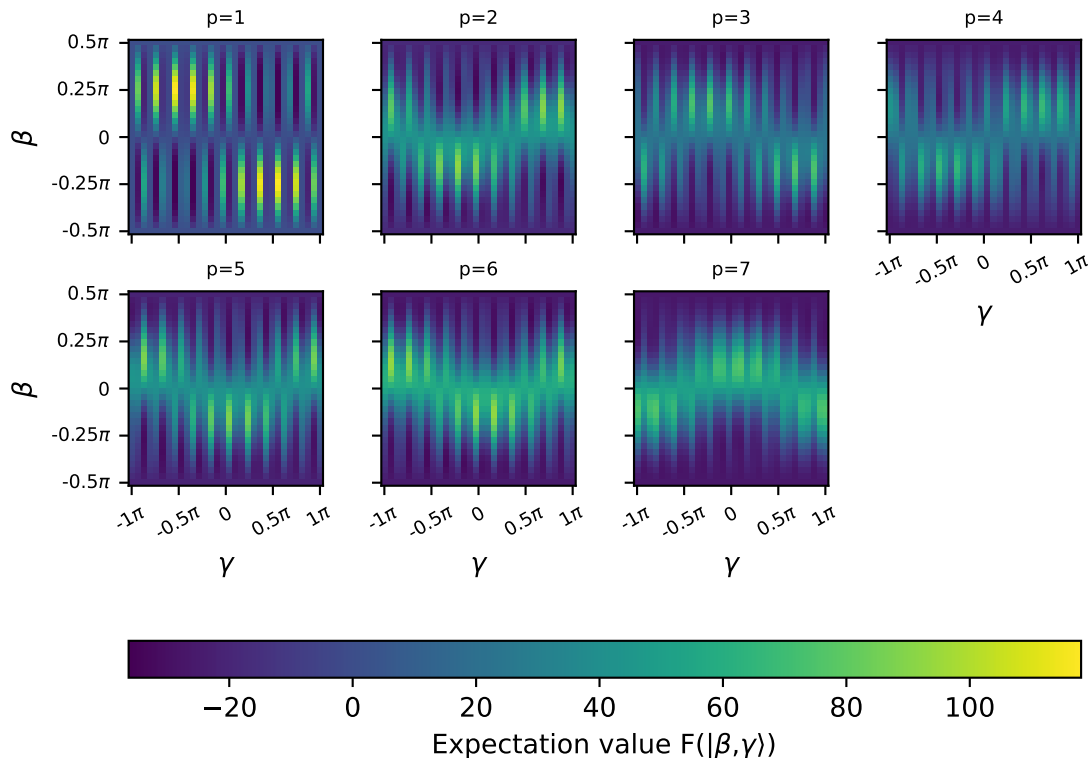 p=1
p=2
p=3
p=4
0.5π
0.25π
0
-0.25π
-0.5π
β
-1π
-0.5π
0
0.5π
1π
γ
p=5
p=6
p=7
0.5π
0.25π
0
-0.25π
-0.5π
β
-1π
-0.5π
0
0.5π
1π
γ
-1π
-0.5π
0
0.5π
1π
γ
-1π
-0.5π
0
0.5π
1π
γ
−20
0
20
40
60
80
100
Expectation value F(|β,γ⟩)